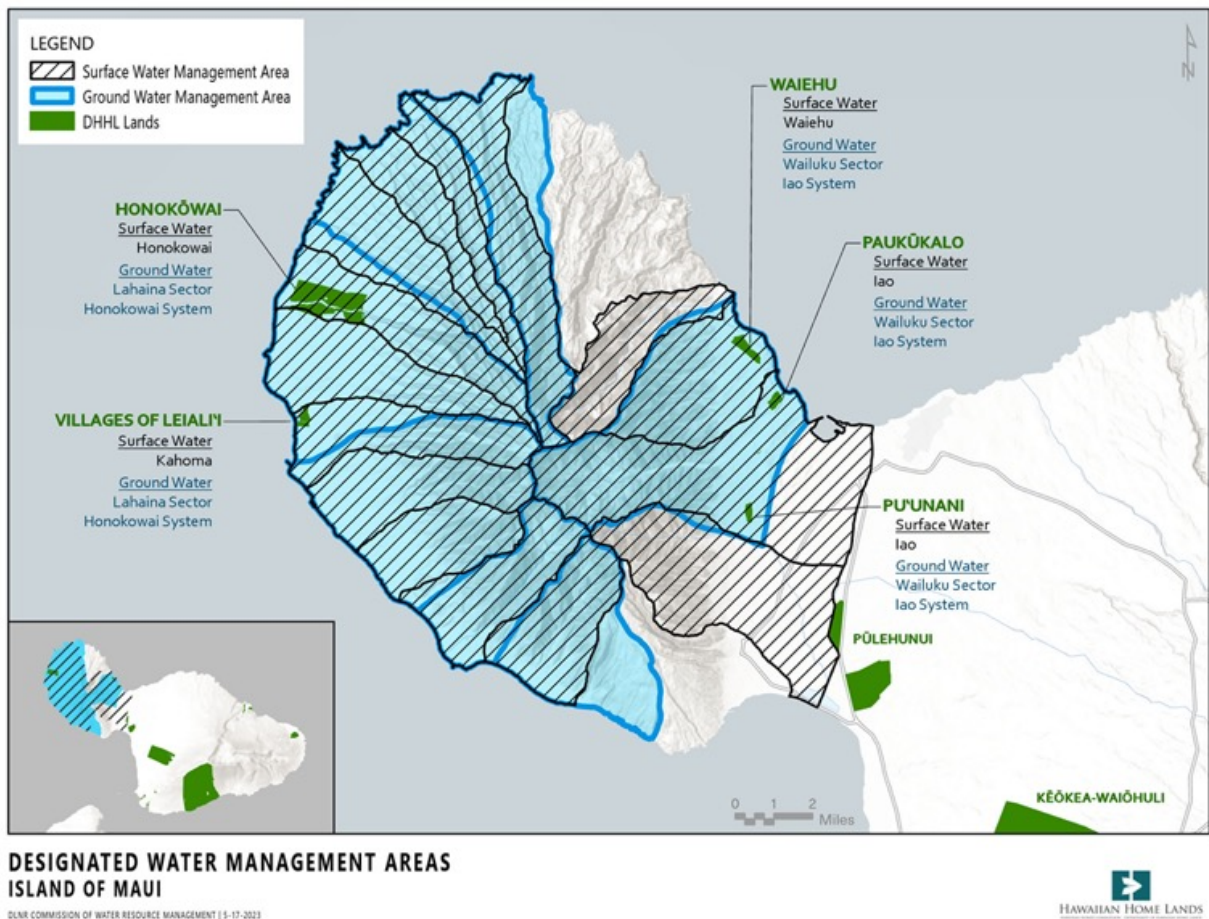 LEGEND
Surface Water Management Area
Ground Water Management Area
DHHL Lands
N
WAIEHU
Surface Water
Waiehu
Ground Water
Wailuku Sector
Iao System
HONOKŌWAI
Surface Water
Honokowai
Ground Water
Lahaina Sector
Honokowai System
PAUKŪKALO
Surface Water
Iao
Ground Water
Wailuku Sector
Iao System
VILLAGES OF LEIALI'I
Surface Water
Kahoma
Ground Water
Lahaina Sector
Honokowai System
PU'UNANI
Surface Water
Iao
Ground Water
Wailuku Sector
Iao System
PŪLEHUNUI
KĒŌKEA-WAIŌHULI
0 1 2
Miles
DESIGNATED WATER MANAGEMENT AREAS
ISLAND OF MAUI
DLNR COMMISSION OF WATER RESOURCE MANAGEMENT | 5-17-2023
HAWAIIAN HOME LANDS